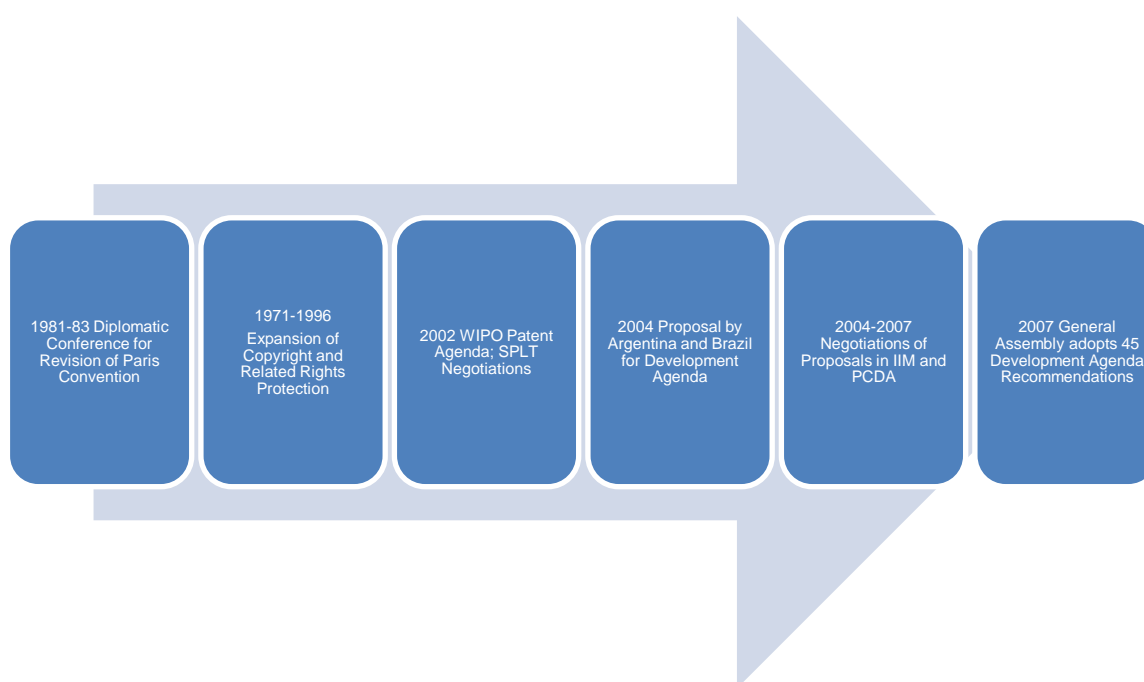 1981-83 Diplomatic
Conference for
Revision of Paris
Convention
1971-1996
Expansion of
Copyright and
Related Rights
Protection
2002 WIPO Patent
Agenda; SPLT
Negotiations
2004 Proposal by
Argentina and Brazil
for Development
Agenda
2004-2007
Negotiations of
Proposals in IIM and
PCDA
2007 General
Assembly adopts 45
Development Agenda
Recommendations